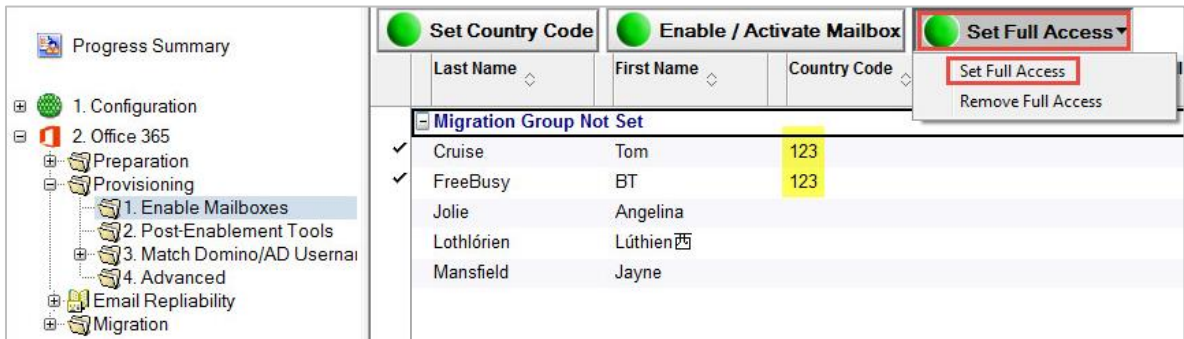 Progress Summary
1. Configuration
2. Office 365
Preparation
Provisioning
1. Enable Mailboxes
2. Post-Enablement Tools
3. Match Domino/AD Usernar
4. Advanced
Email Repliability
Migration
Set Country Code Enable / Activate Mailbox Set Full Access
Last Name First Name Country Code
Set Full Access
Remove Full Access
Migration Group Not Set
Cruise Tom 123
FreeBusy BT 123
Jolie Angelina
Lothlórien Lúthien西
Mansfield Jayne